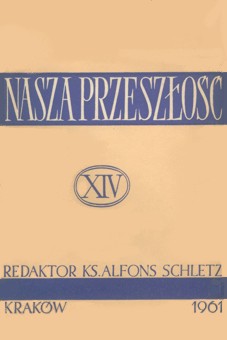 NASZA PRZESZŁOŚĆ
XIV
REDAKTOR KS. ALFONS SCHLETZ
KRAKÓW 1961